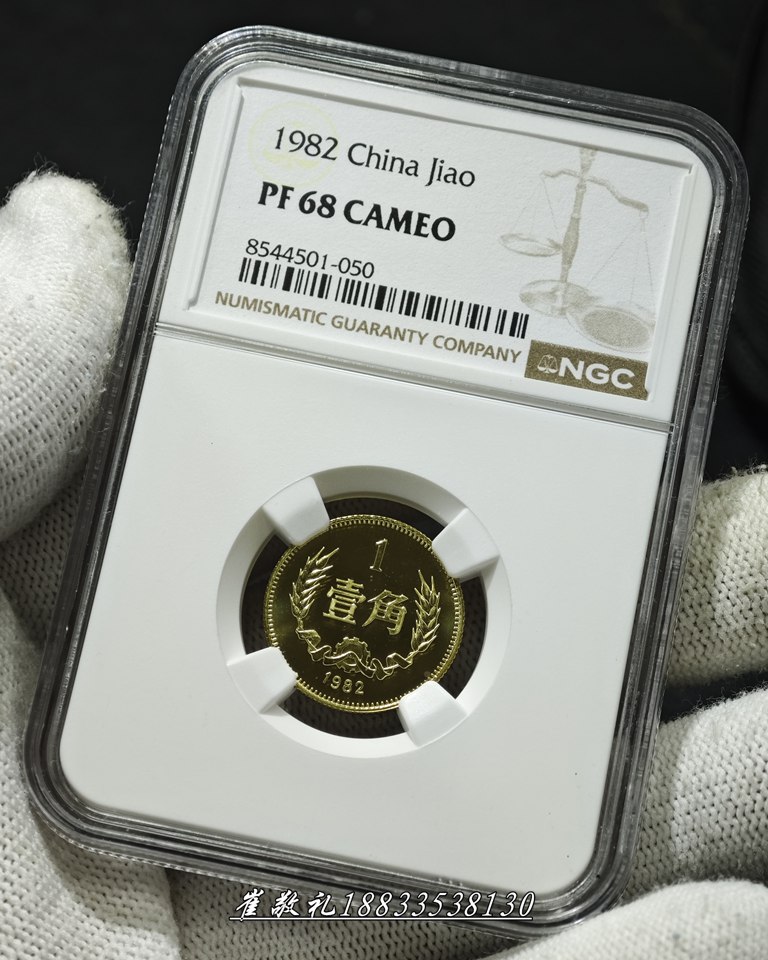 1982 China Jiao
PF 68 CAMEO
8544501-050
NUMISMATIC GUARANTY COMPANY
NGC
1
壹角
1982
崔敬礼18833538130